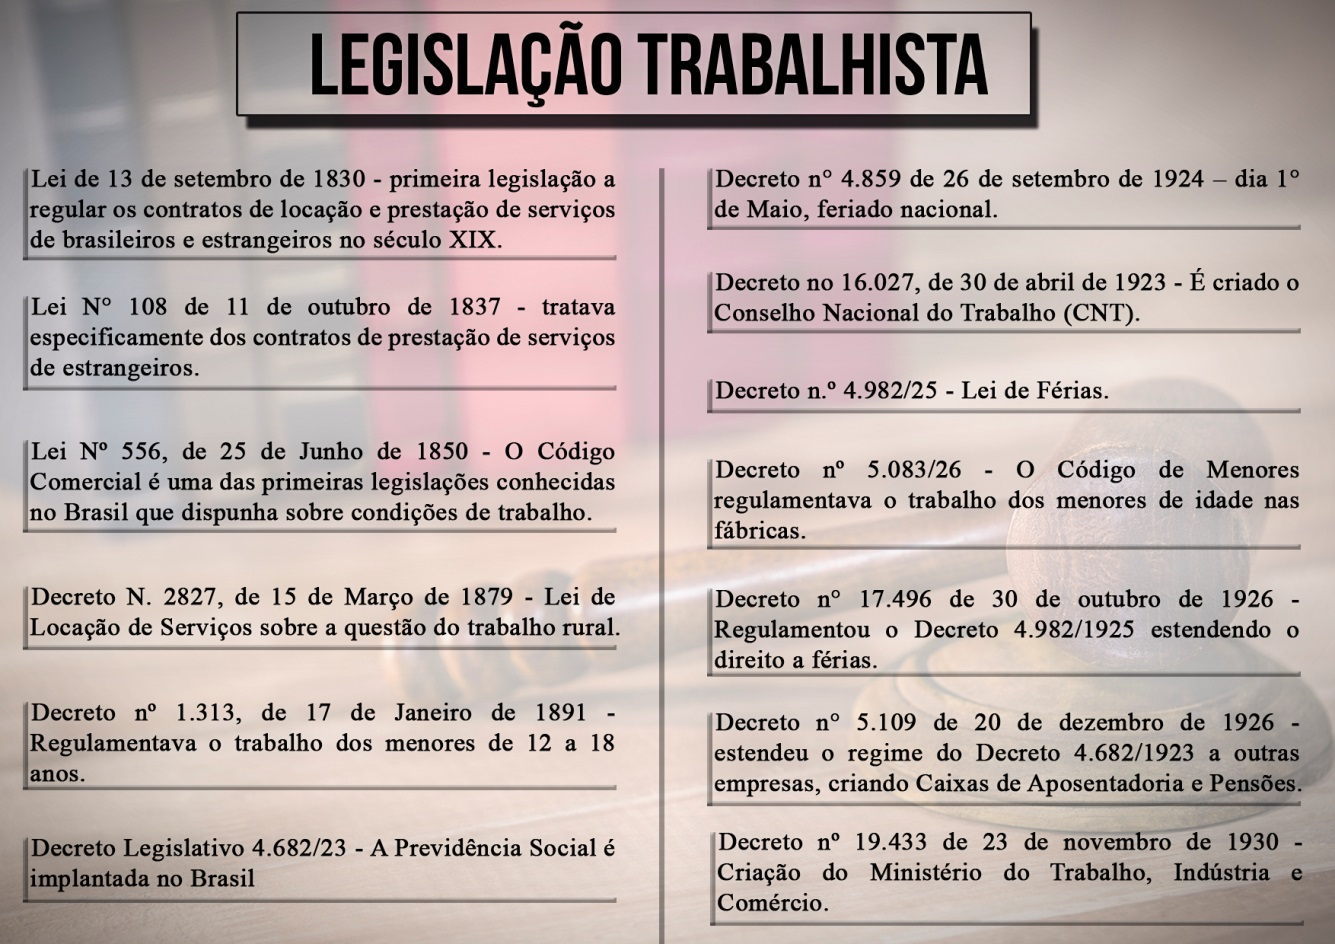 LEGISLAÇÃO TRABALHISTA
Lei de 13 de setembro de 1830 - primeira legislação a
regular os contratos de locação e prestação de serviços
de brasileiros e estrangeiros no século XIX.
Lei N° 108 de 11 de outubro de 1837 - tratava
especificamente dos contratos de prestação de serviços
de estrangeiros.
Lei Nº 556, de 25 de Junho de 1850 - O Código
Comercial é uma das primeiras legislações conhecidas
no Brasil que dispunha sobre condições de trabalho.
Decreto N. 2827, de 15 de Março de 1879 - Lei de
Locação de Serviços sobre a questão do trabalho rural.
Decreto nº 1.313, de 17 de Janeiro de 1891 -
Regulamentava o trabalho dos menores de 12 a 18
anos.
Decreto Legislativo 4.682/23 - A Previdência Social é
implantada no Brasil
Decreto n° 4.859 de 26 de setembro de 1924 – dia 1°
de Maio, feriado nacional.
Decreto no 16.027, de 30 de abril de 1923 - É criado o
Conselho Nacional do Trabalho (CNT).
Decreto n.º 4.982/25 - Lei de Férias.
Decreto nº 5.083/26 - O Código de Menores
regulamentava o trabalho dos menores de idade nas
fábricas.
Decreto n° 17.496 de 30 de outubro de 1926 -
Regulamentou o Decreto 4.982/1925 estendendo o
direito a férias.
Decreto n° 5.109 de 20 de dezembro de 1926 -
estendeu o regime do Decreto 4.682/1923 a outras
empresas, criando Caixas de Aposentadoria e Pensões.
Decreto nº 19.433 de 23 de novembro de 1930 -
Criação do Ministério do Trabalho, Indústria e
Comércio.